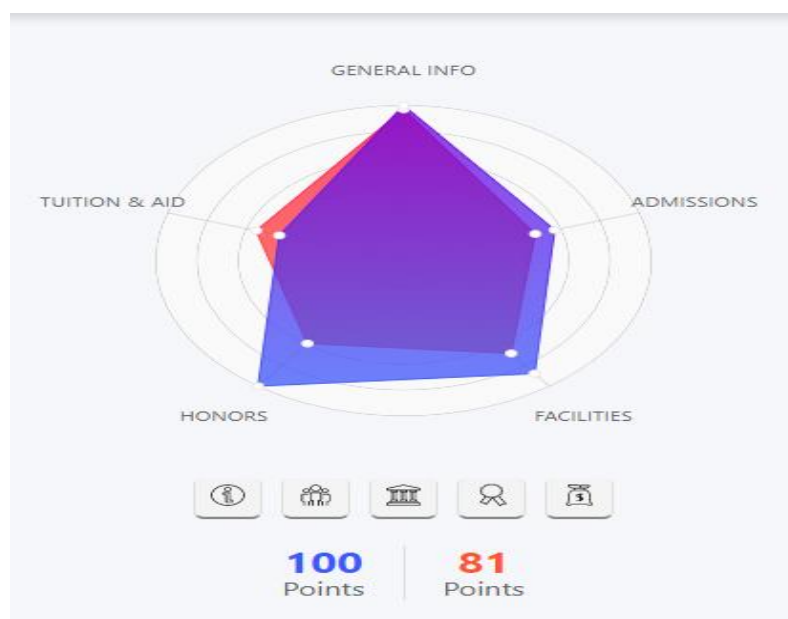 GENERAL INFO
TUITION & AID
ADMISSIONS
HONORS
FACILITIES
$
100
81
Points
Points